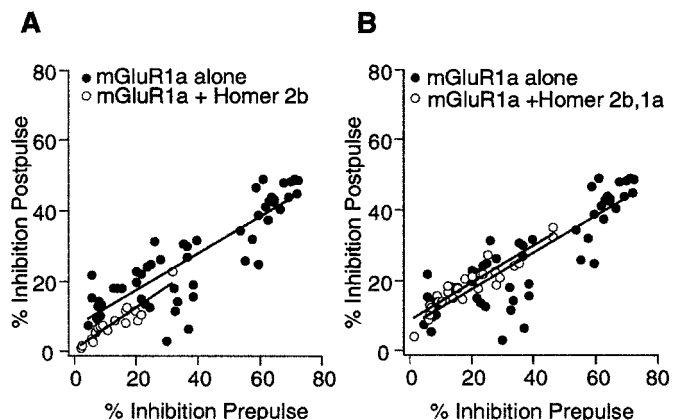 A
80
60
40
20
0
% Inhibition Postpulse
● mGluR1a alone
○ mGluR1a + Homer 2b
0 20 40 60 80
% Inhibition Prepulse
B
80
60
40
20
0
% Inhibition Postpulse
● mGluR1a alone
○ mGluR1a +Homer 2b,1a
0 20 40 60 80
% Inhibition Prepulse